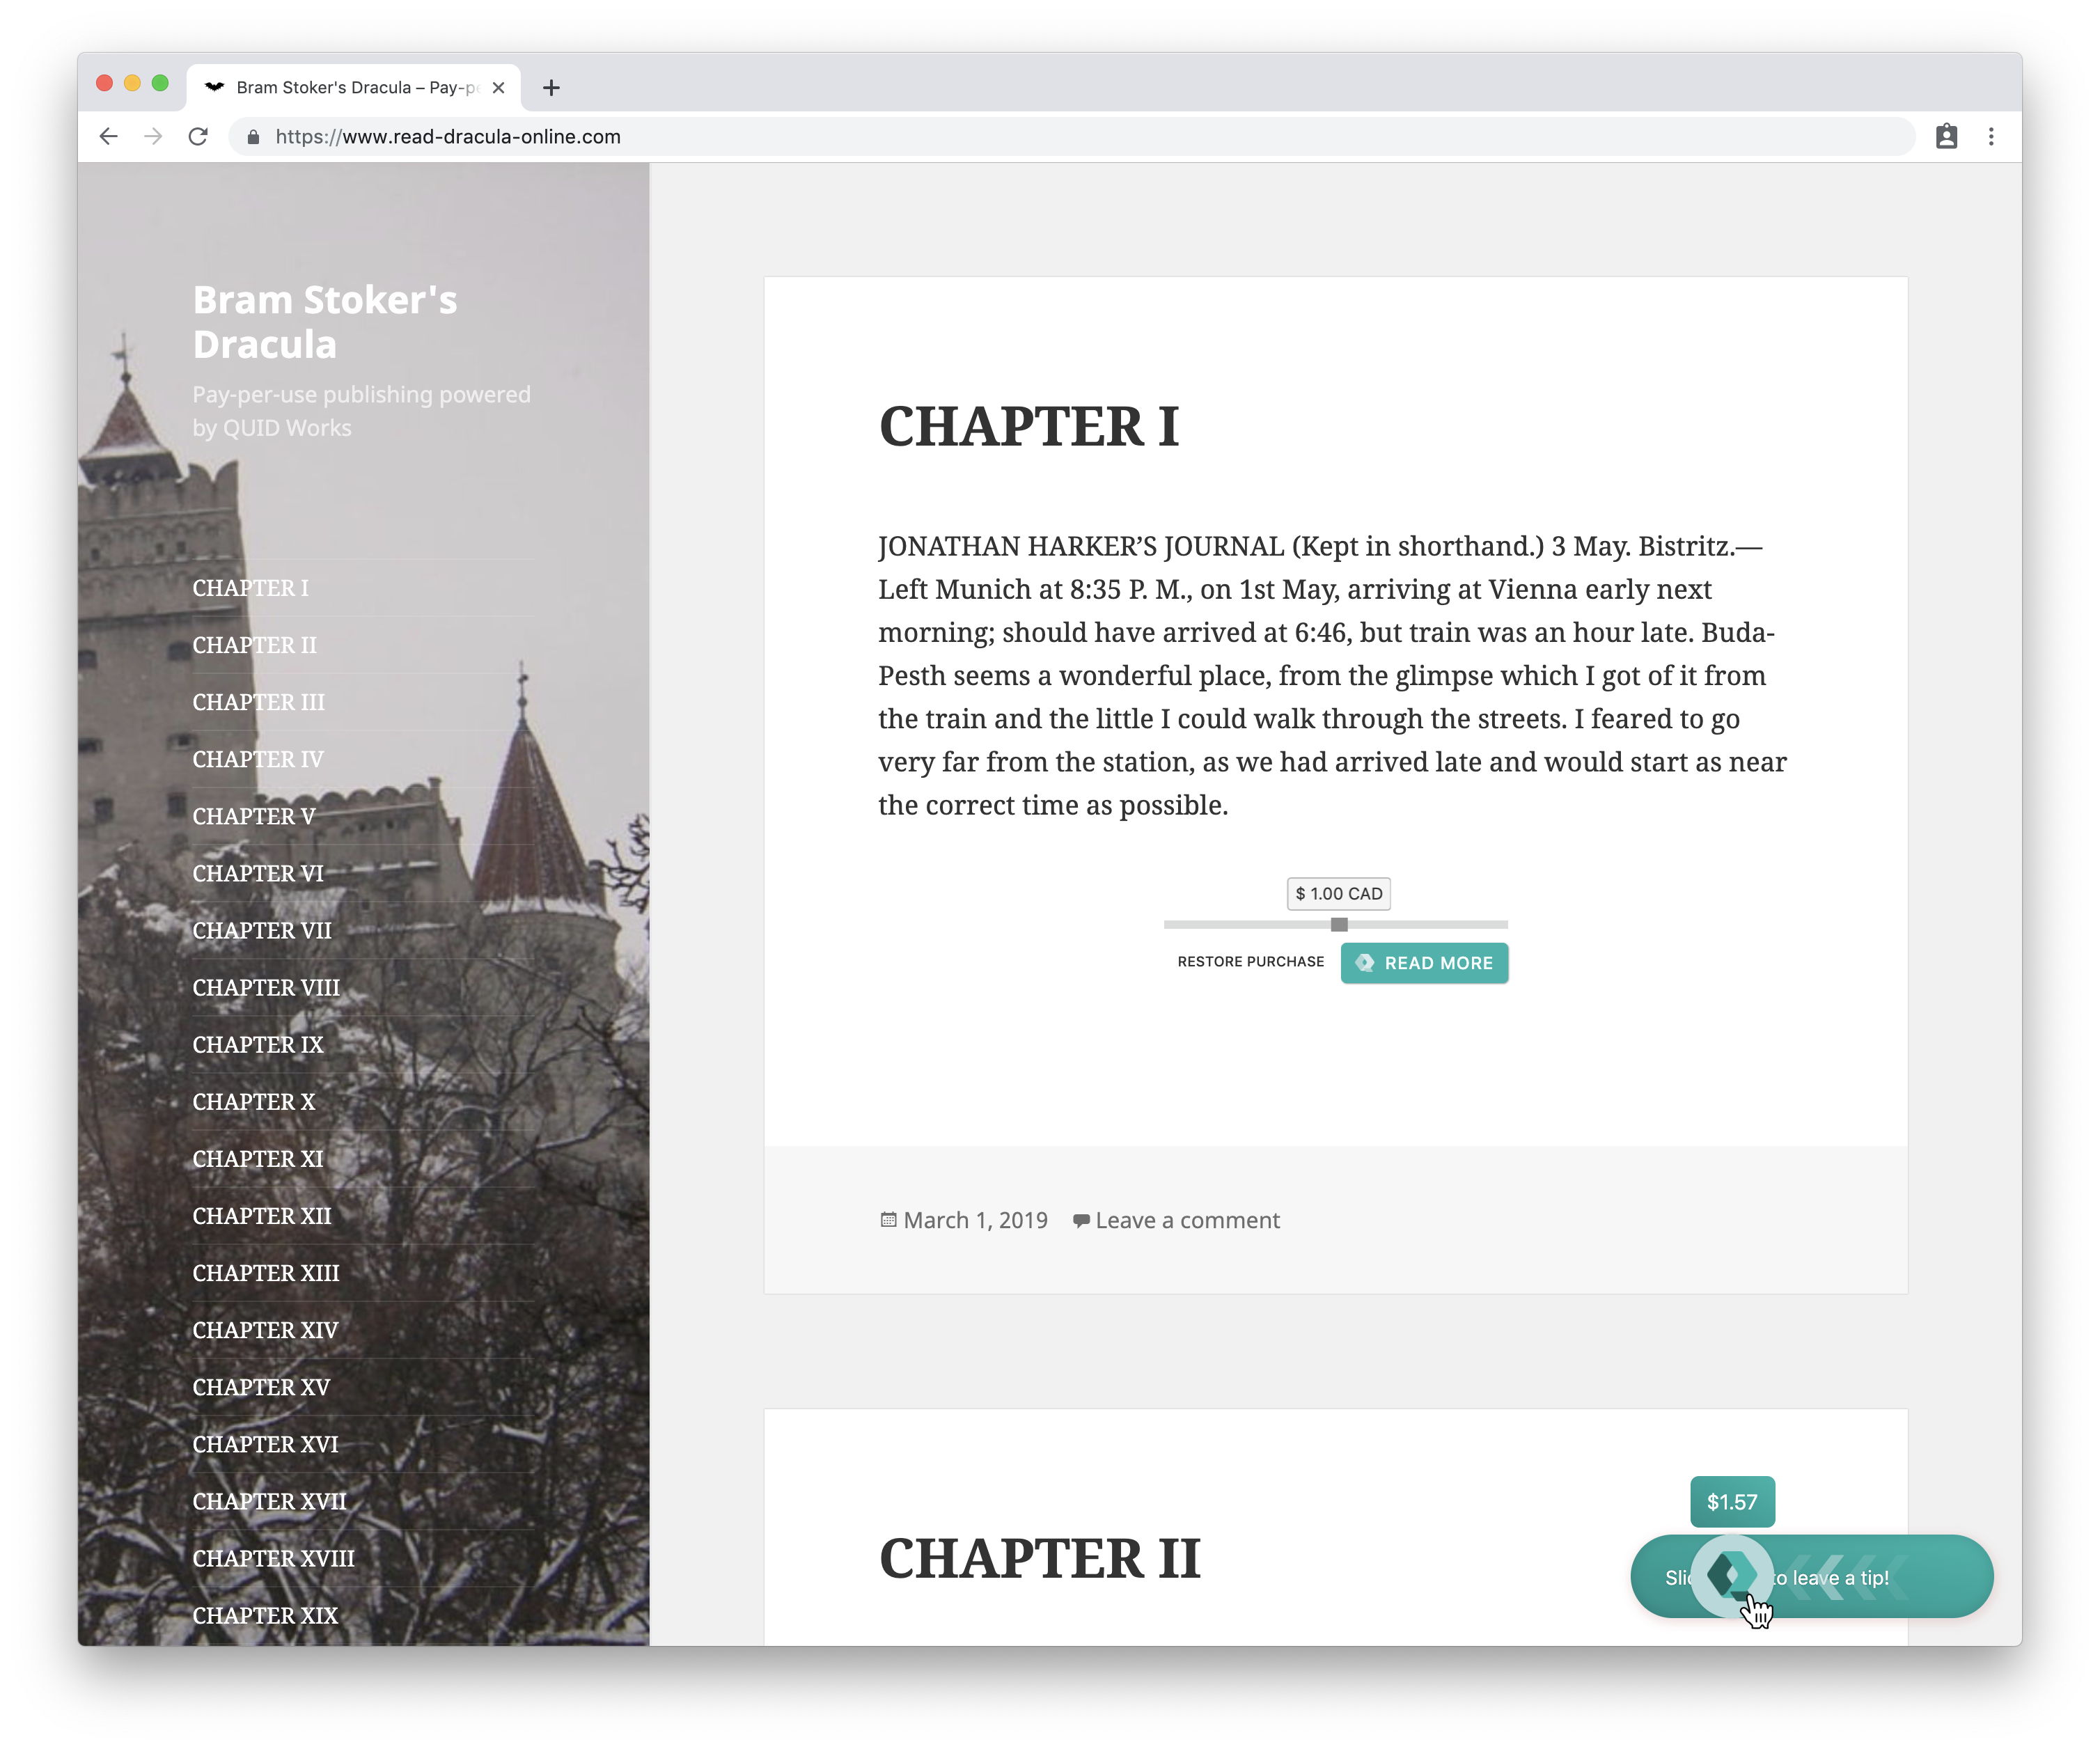 Bram Stoker's Dracula – Pay-p
https://www.read-dracula-online.com
Bram Stoker's
Dracula
Pay-per-use publishing powered
by QUID Works
CHAPTER I
CHAPTER II
CHAPTER III
CHAPTER IV
CHAPTER V
CHAPTER VI
CHAPTER VII
CHAPTER VIII
CHAPTER IX
CHAPTER X
CHAPTER XI
CHAPTER XII
CHAPTER XIII
CHAPTER XIV
CHAPTER XV
CHAPTER XVI
CHAPTER XVII
CHAPTER XVIII
CHAPTER XIX
CHAPTER I
JONATHAN HARKER’S JOURNAL (Kept in shorthand.) 3 May. Bistritz.—
Left Munich at 8:35 P. M., on 1st May, arriving at Vienna early next
morning; should have arrived at 6:46, but train was an hour late. Buda-
Pesth seems a wonderful place, from the glimpse which I got of it from
the train and the little I could walk through the streets. I feared to go
very far from the station, as we had arrived late and would start as near
the correct time as possible.
$ 1.00 CAD
RESTORE PURCHASE
READ MORE
March 1, 2019
Leave a comment
CHAPTER II
$1.57
to leave a tip!